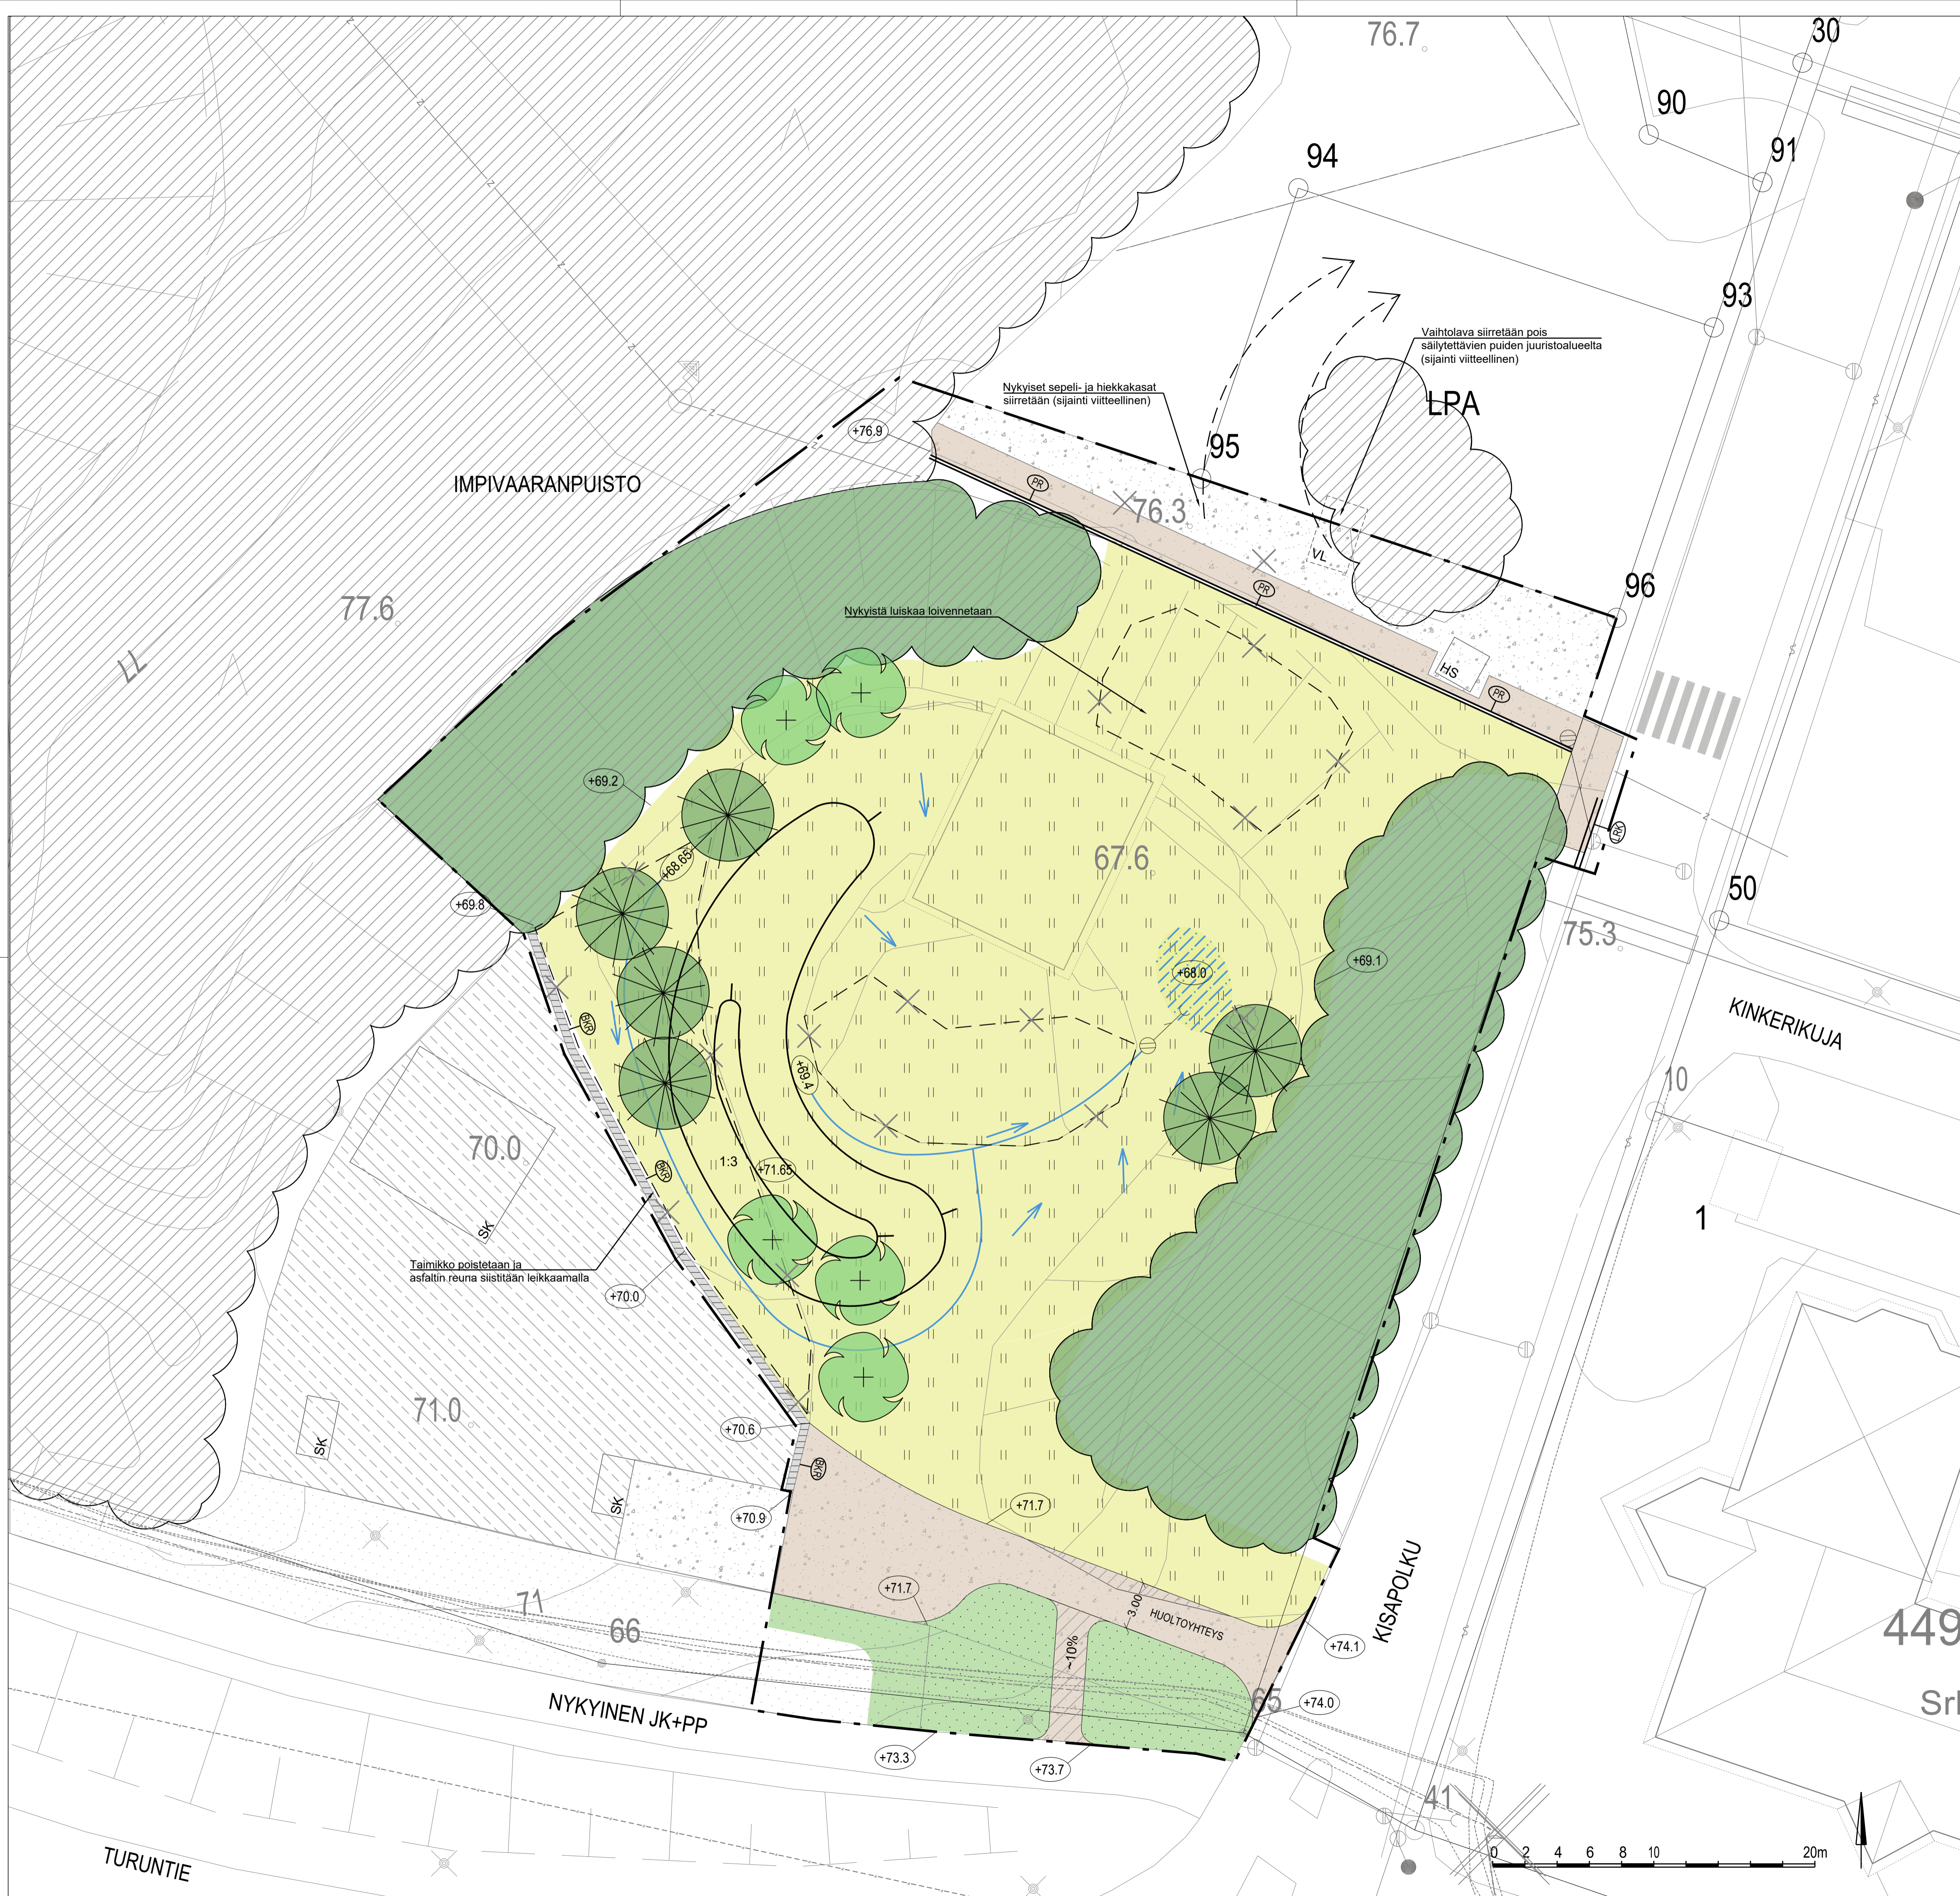 76.7
30
90
91
94
93
Vaihtolava siirretään pois
säilytettävien puiden juuristoalueelta
(sijainti viitteellinen)
Nykyiset sepeli- ja hiekkakasat
siirretään (sijainti viitteellinen)
LPA
+76.9
95
IMPIVAARANPUISTO
PR
76.3
VL
PR
96
77.6
Nykyistä luiskaa loivennetaan
77
HS
PR
+69.2
LRK
67.6
+68.65
50
+69.8
75.3
+69.1
+68.0
KINKERIKUJA
BKR
+69.4
10
70.0
1:3
+71.65
BKR
SK
1
Taimikko poistetaan ja
asfaltin reuna siistitään leikkaamalla
+70.0
71.0
+70.6
SK
BKR
SK
+71.7
+70.9
KISAPOLKU
71
+71.7
3.00
HUOLTOYHTEYS
66
~10%
+74.1
449
65
+74.0
Srl
NYKYINEN JK+PP
+73.3
+73.7
41
TURUNTIE
0 2 4 6 8 10 20m